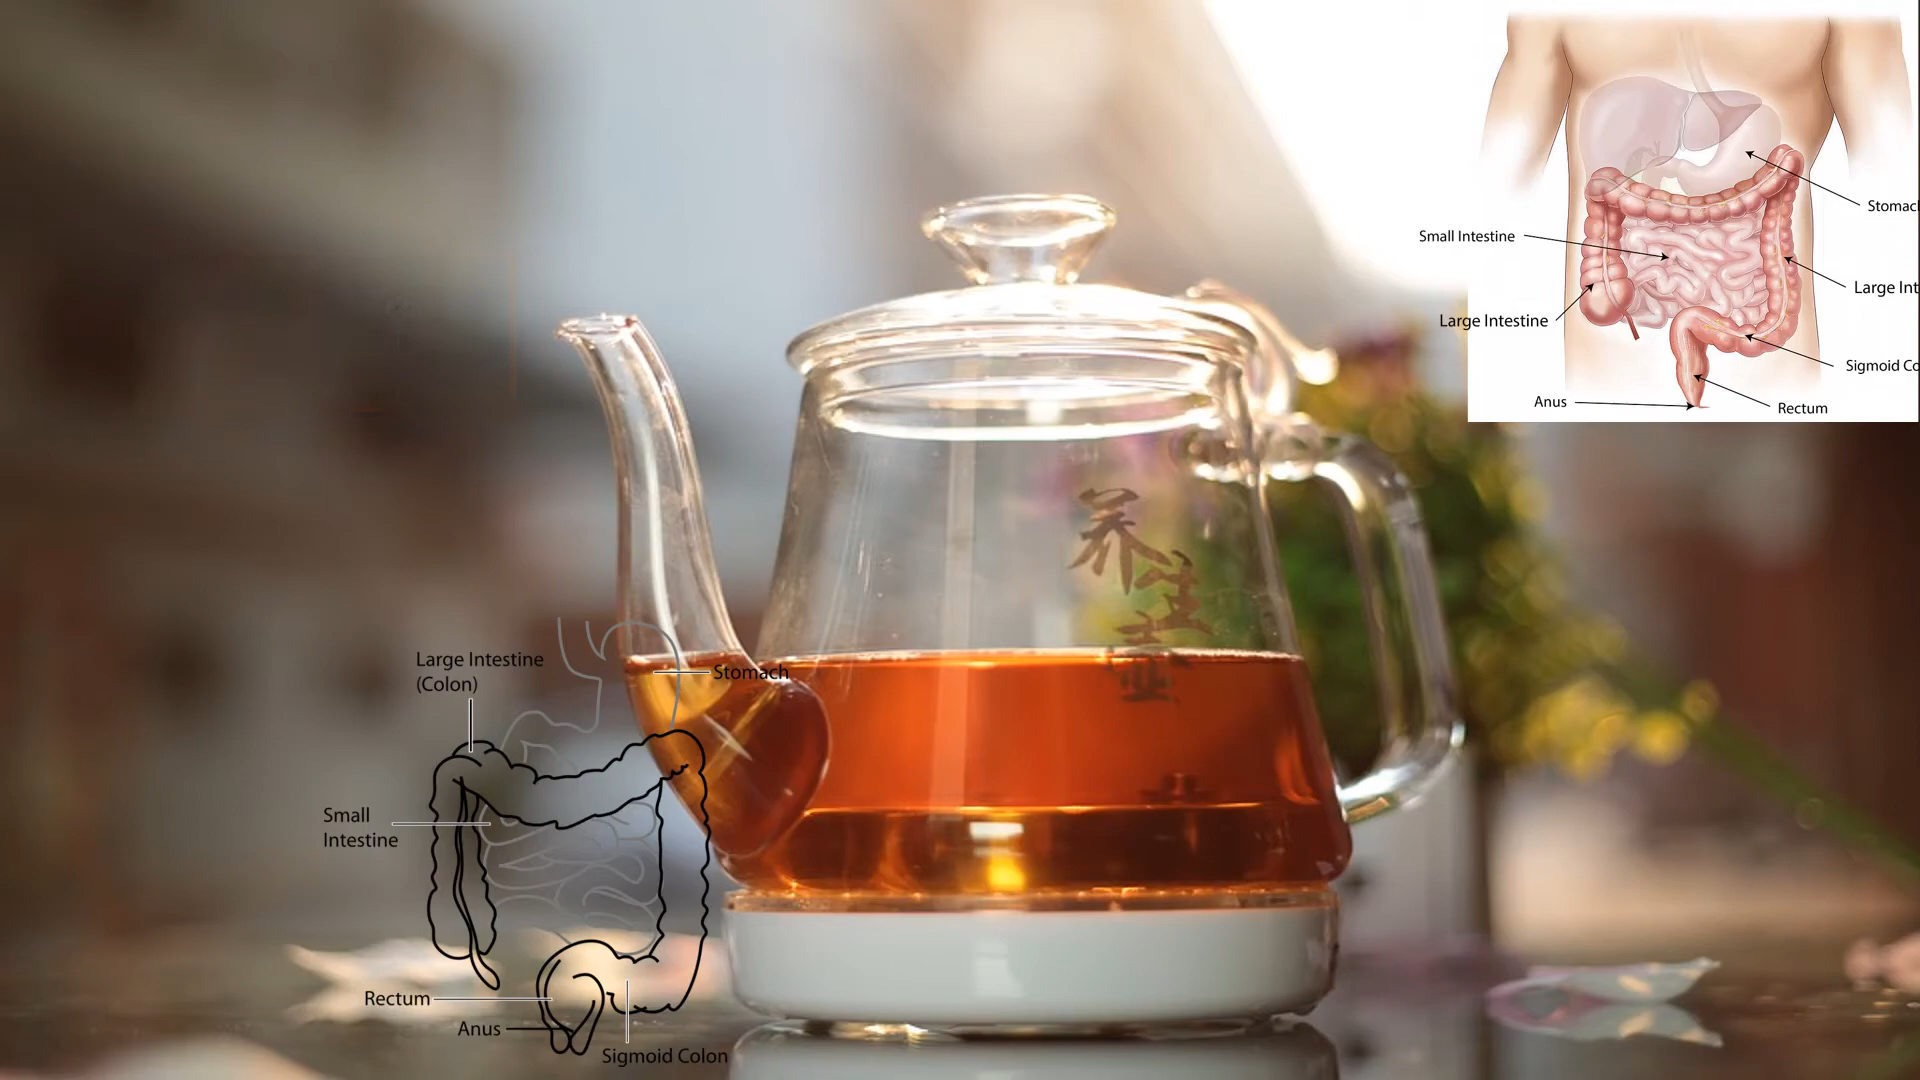 Stomac
Small Intestine
Large Int
Large Intestine
Sigmoid Co
Anus
Rectum
养
生
壶
Large Intestine
(Colon)
Stomach
Small
Intestine
Rectum
Anus
Sigmoid Colon